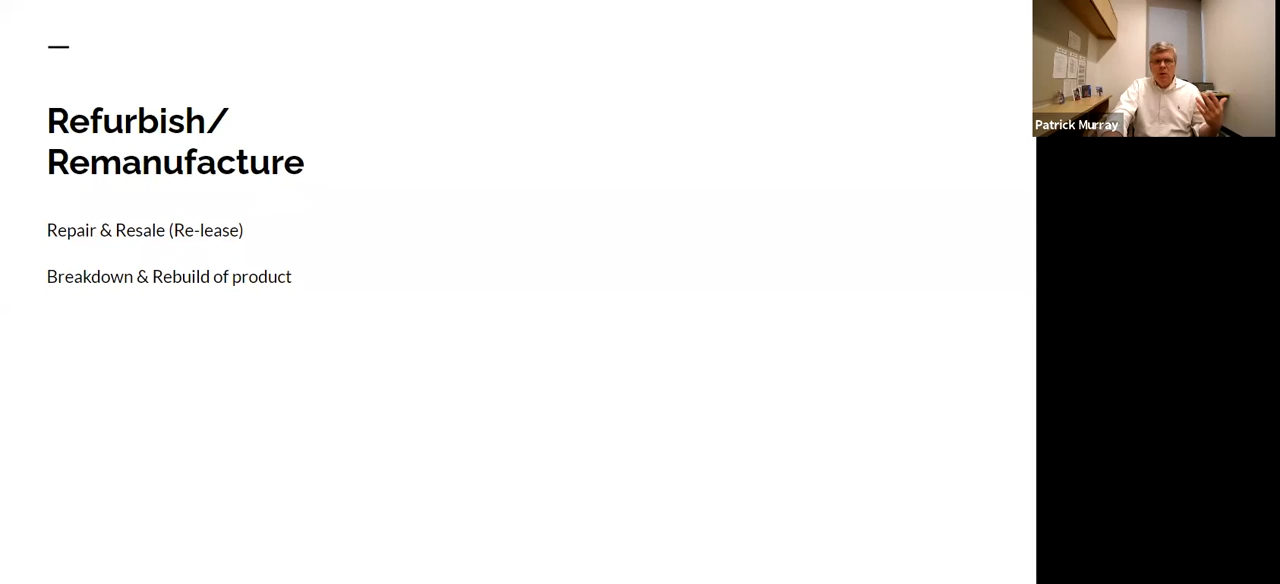 Refurbish/
Remanufacture
Repair & Resale (Re-lease)
Breakdown & Rebuild of product
Patrick Murray